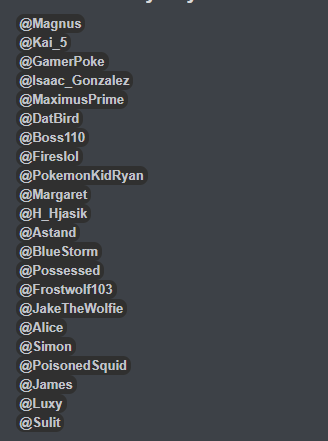 @Magnus
@Kai_5
@GamerPoke
@Isaac_Gonzalez
@MaximusPrime
@DatBird
@Boss110
@Fireslol
@PokemonKidRyan
@Margaret
@H_Hjasik
@Astand
@BlueStorm
@Possessed
@Frostwolf103
@JakeTheWolfie
@Alice
@Simon
@PoisonedSquid
@James
@Luxy
@Sulit